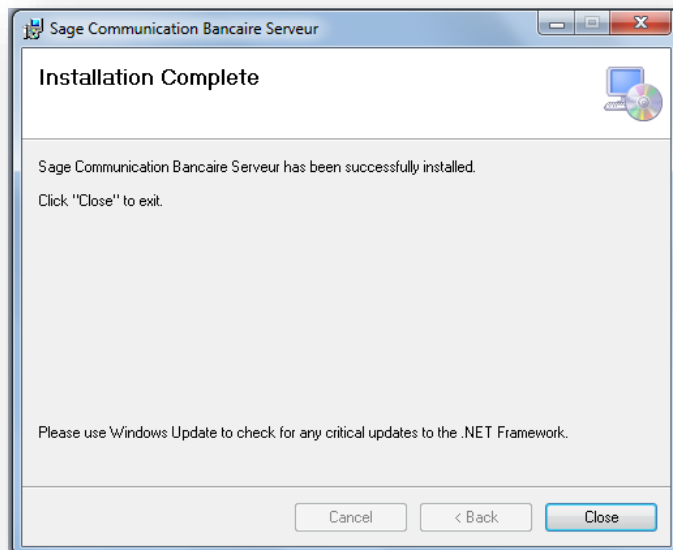 Sage Communication Bancaire Serveur
Installation Complete
Sage Communication Bancaire Serveur has been successfully installed.
Click "Close" to exit.
Please use Windows Update to check for any critical updates to the .NET Framework.
Cancel
< Back
Close